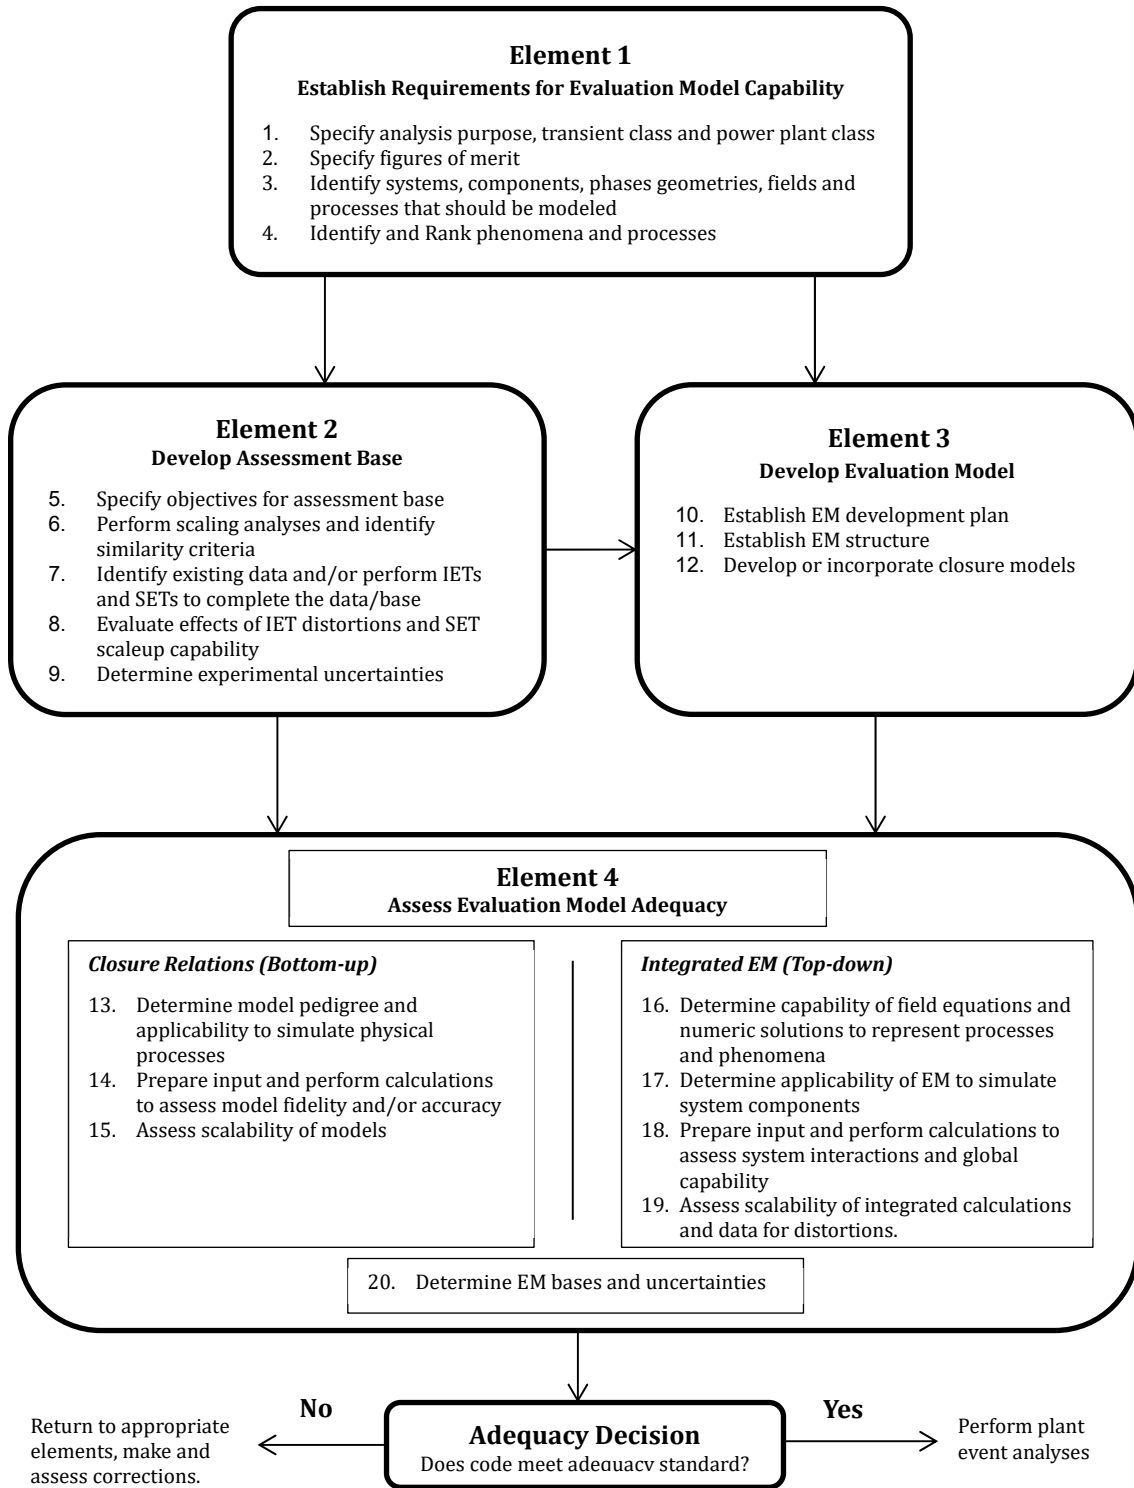 Element 1
Establish Requirements for Evaluation Model Capability
1. Specify analysis purpose, transient class and power plant class
2. Specify figures of merit
3. Identify systems, components, phases geometries, fields and
processes that should be modeled
4. Identify and Rank phenomena and processes
Element 2
Develop Assessment Base
5. Specify objectives for assessment base
6. Perform scaling analyses and identify
similarity criteria
7. Identify existing data and/or perform IETs
and SETs to complete the data/base
8. Evaluate effects of IET distortions and SET
scaleup capability
9. Determine experimental uncertainties
Element 3
Develop Evaluation Model
10. Establish EM development plan
11. Establish EM structure
12. Develop or incorporate closure models
Element 4
Assess Evaluation Model Adequacy
Closure Relations (Bottom-up)
13. Determine model pedigree and
applicability to simulate physical
processes
14. Prepare input and perform calculations
to assess model fidelity and/or accuracy
15. Assess scalability of models
Integrated EM (Top-down)
16. Determine capability of field equations and
numeric solutions to represent processes
and phenomena
17. Determine applicability of EM to simulate
system components
18. Prepare input and perform calculations to
assess system interactions and global
capability
19. Assess scalability of integrated calculations
and data for distortions.
20. Determine EM bases and uncertainties
No
Return to appropriate
elements, make and
assess corrections.
Adequacy Decision
Does code meet adequacy standard?
Yes
Perform plant
event analyses